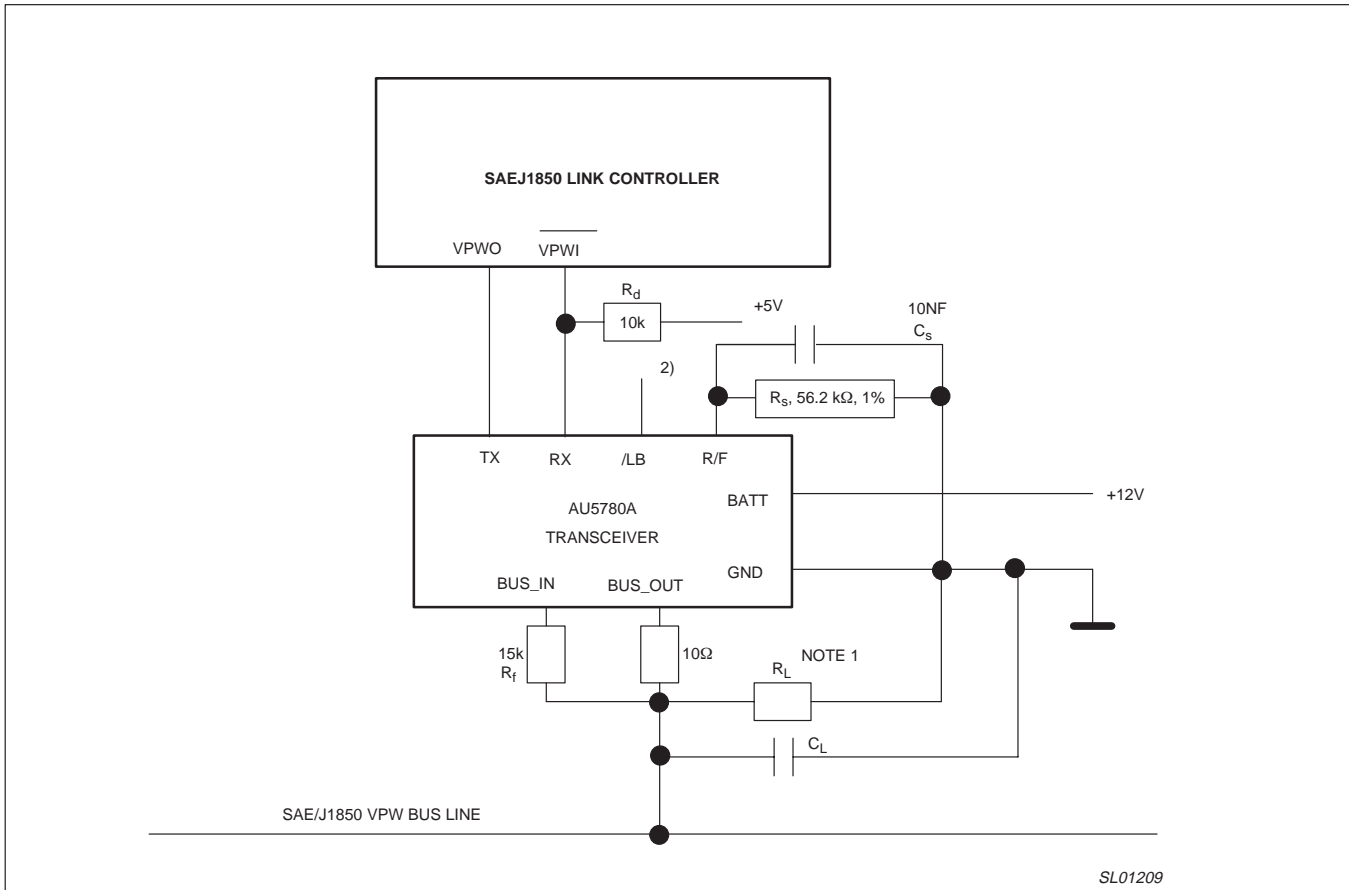 SAEJ1850 LINK CONTROLLER
VPWO
VPWI
Rd
10k
+5V
10NF
Cs
2)
Rs, 56.2 kΩ, 1%
TX
RX
/LB
R/F
BATT
+12V
AU5780A
TRANSCEIVER
GND
BUS_IN
BUS_OUT
15k
Rf
10Ω
NOTE 1
RL
CL
SAE/J1850 VPW BUS LINE
SL01209